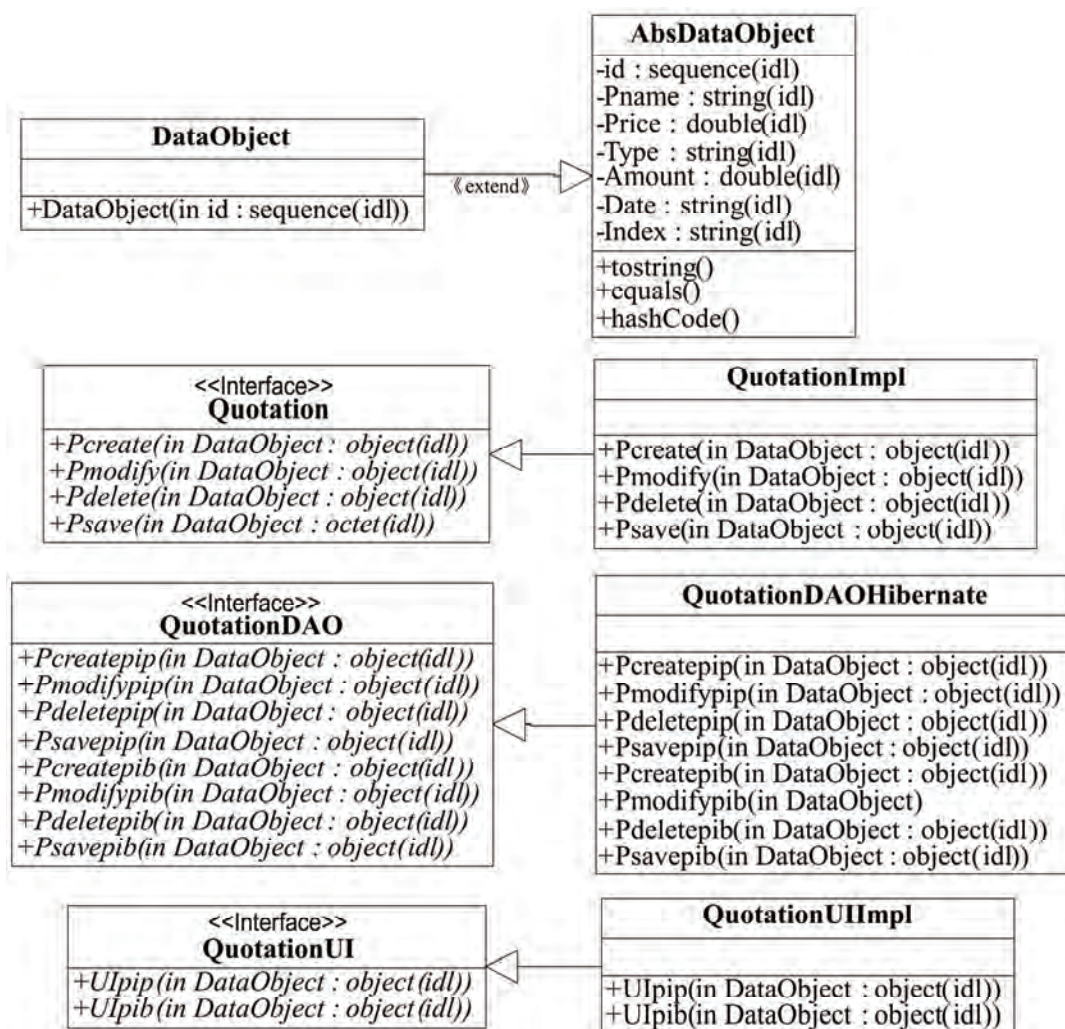 AbsDataObject
-id : sequence(idl)
-Pname : string(idl)
-Price : double(idl)
-Type : string(idl)
-Amount : double(idl)
-Date : string(idl)
-Index : string(idl)
+tostring()
+equals()
+hashCode()
DataObject
+DataObject(in id : sequence(idl))
《extend》
<<Interface>>
Quotation
+Pcreate(in DataObject : object(idl))
+Pmodify(in DataObject : object(idl))
+Pdelete(in DataObject : object(idl))
+Psave(in DataObject : octet(idl))
QuotationImpl
+Pcreate(in DataObject : object(idl))
+Pmodify(in DataObject : object(idl))
+Pdelete(in DataObject : object(idl))
+Psave(in DataObject : object(idl))
<<Interface>>
QuotationDAO
+Pcreatepip(in DataObject : object(idl))
+Pmodifypip(in DataObject : object(idl))
+Pdeletepip(in DataObject : object(idl))
+Psavepip(in DataObject : object(idl))
+Pcreatepib(in DataObject : object(idl))
+Pmodifypib(in DataObject : object(idl))
+Pdeletepib(in DataObject : object(idl))
+Psavepib(in DataObject : object(idl))
QuotationDAOHibernate
+Pcreatepip(in DataObject : object(idl))
+Pmodifypip(in DataObject : object(idl))
+Pdeletepip(in DataObject : object(idl))
+Psavepip(in DataObject : object(idl))
+Pcreatepib(in DataObject : object(idl))
+Pmodifypib(in DataObject)
+Pdeletepib(in DataObject : object(idl))
+Psavepib(in DataObject : object(idl))
<<Interface>>
QuotationUI
+UIpip(in DataObject : object(idl))
+UIpib(in DataObject : object(idl))
QuotationUIImpl
+UIpip(in DataObject : object(idl))
+UIpib(in DataObject : object(idl))